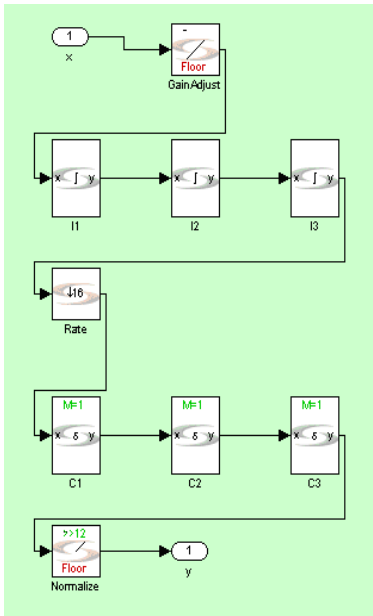 1
x
-
Floor
GainAdjust
x ∫ y
x ∫ y
x ∫ y
I1
I2
I3
↓16
Rate
M=1
M=1
M=1
x δ y
x δ y
x δ y
C1
C2
C3
>>12
Floor
Normalize
1
y